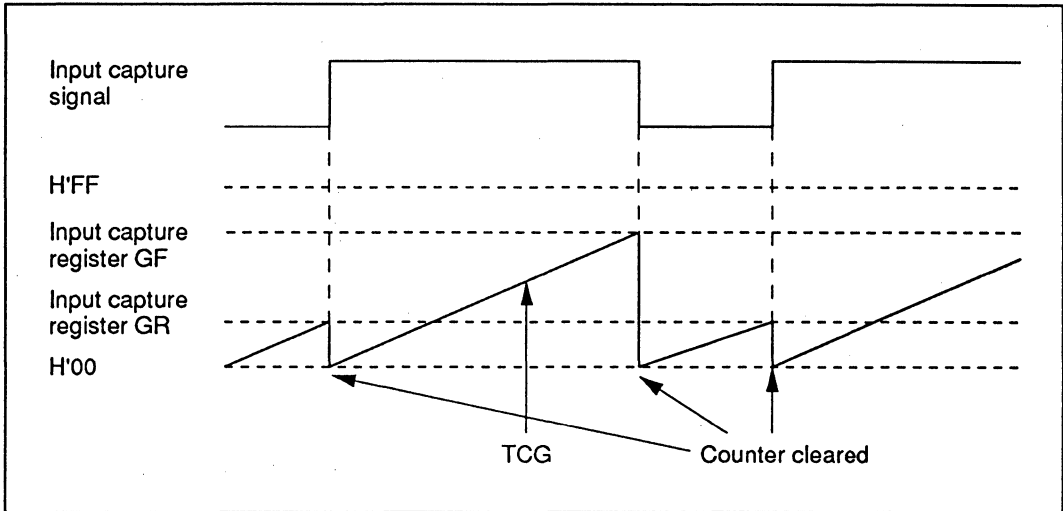 Input capture
signal
H'FF
Input capture
register GF
Input capture
register GR
H'00
TCG
Counter cleared